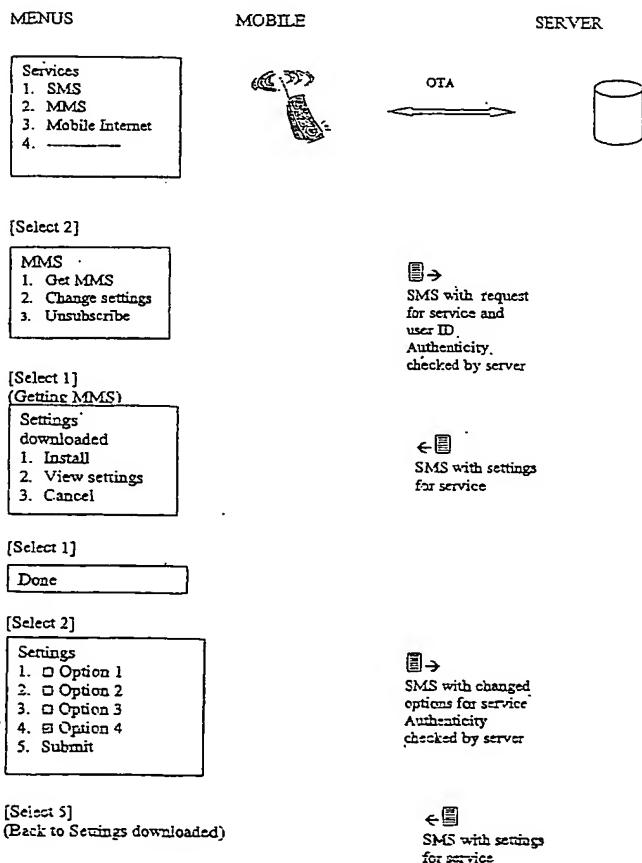 MENUS MOBILE SERVER
Services
1. SMS
2. MMS
3. Mobile Internet
4.
OTA
[Select 2]
MMS
1. Get MMS
2. Change settings
3. Unsubscribe
SMS with request
for service and
user ID.
Authenticity
checked by server
[Select 1]
(Getting MMS)
Settings
downloaded
1. Install
2. View settings
3. Cancel
SMS with settings
for service
[Select 1]
Done
[Select 2]
Settings
1. □ Option 1
2. □ Option 2
3. □ Option 3
4. ☑ Option 4
5. Submit
SMS with changed
options for service
Authenticity
checked by server
[Select 5]
(Back to Settings downloaded)
SMS with settings
for service